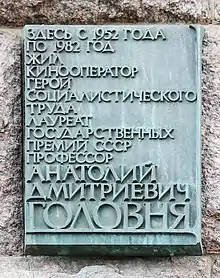 ЗДЕСЬ С 1952 ГОДА
ПО 1982 ГОД
ЖИЛ
КИНООПЕРАТОР
ГЕРОЙ
СОЦИАЛИСТИЧЕСКОГО
ТРУДА
ЛАУРЕАТ
ГОСУДАРСТВЕННЫХ
ПРЕМИЙ СССР
ПРОФЕССОР
АНАТОЛИЙ
ДМИТРИЕВИЧ
ГОЛОВНЯ